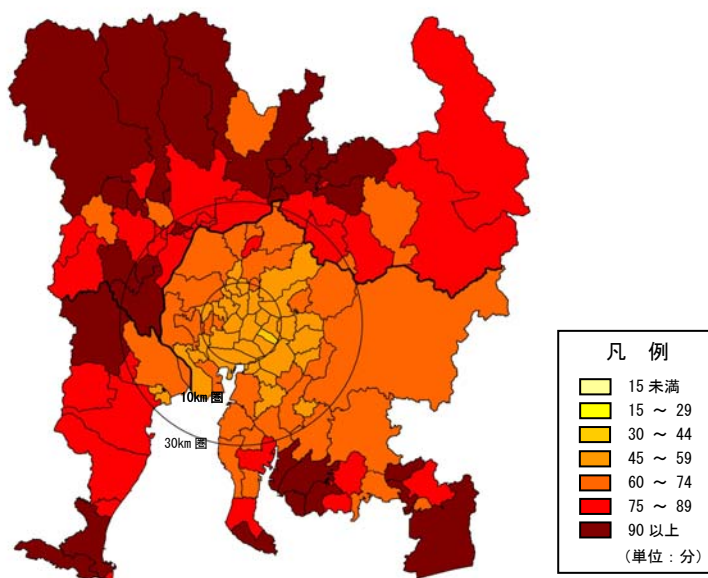 10km圏
30km圏
凡　例
15 未満
15 ～ 29
30 ～ 44
45 ～ 59
60 ～ 74
75 ～ 89
90 以上
(単位：分)